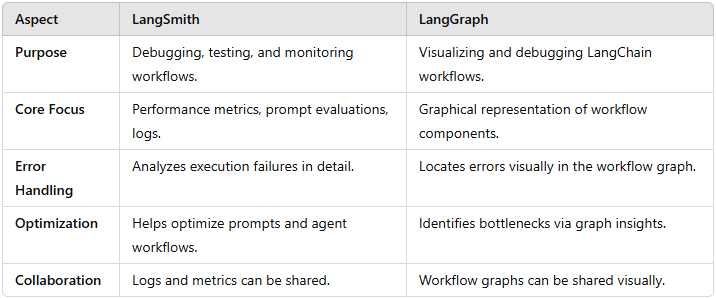 Aspect LangSmith LangGraph
Purpose Debugging, testing, and monitoring Visualizing and debugging LangChain
workflows. workflows.
Core Focus Performance metrics, prompt evaluations, Graphical representation of workflow
logs. components.
Error Analyzes execution failures in detail. Locates errors visually in the workflow graph.
Handling
Optimization Helps optimize prompts and agent Identifies bottlenecks via graph insights.
workflows.
Collaboration Logs and metrics can be shared. Workflow graphs can be shared visually.